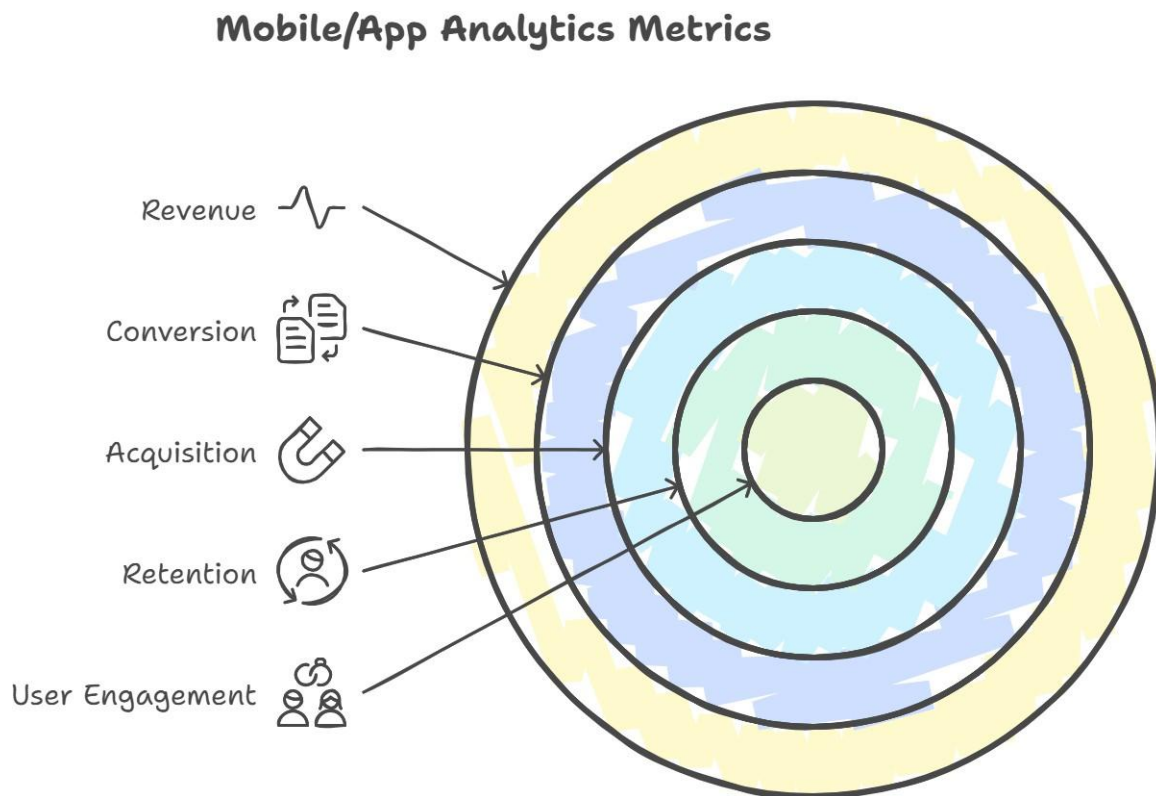 Mobile/App Analytics Metrics
Revenue
Conversion
Acquisition
Retention
User Engagement